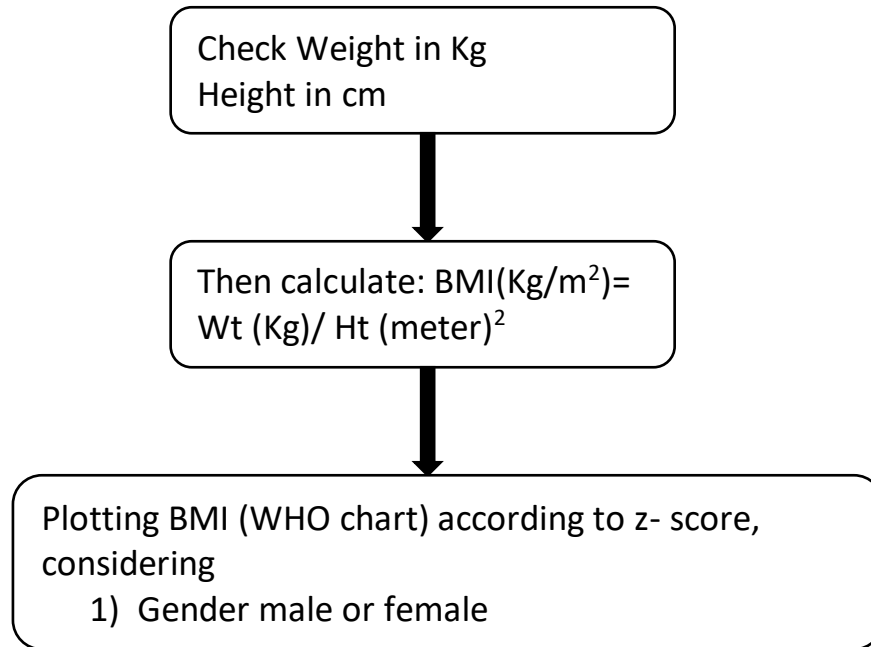 Check Weight in Kg
Height in cm
Then calculate: BMI(Kg/m²)=
Wt (Kg)/ Ht (meter)²
Plotting BMI (WHO chart) according to z- score,
considering
1) Gender male or female